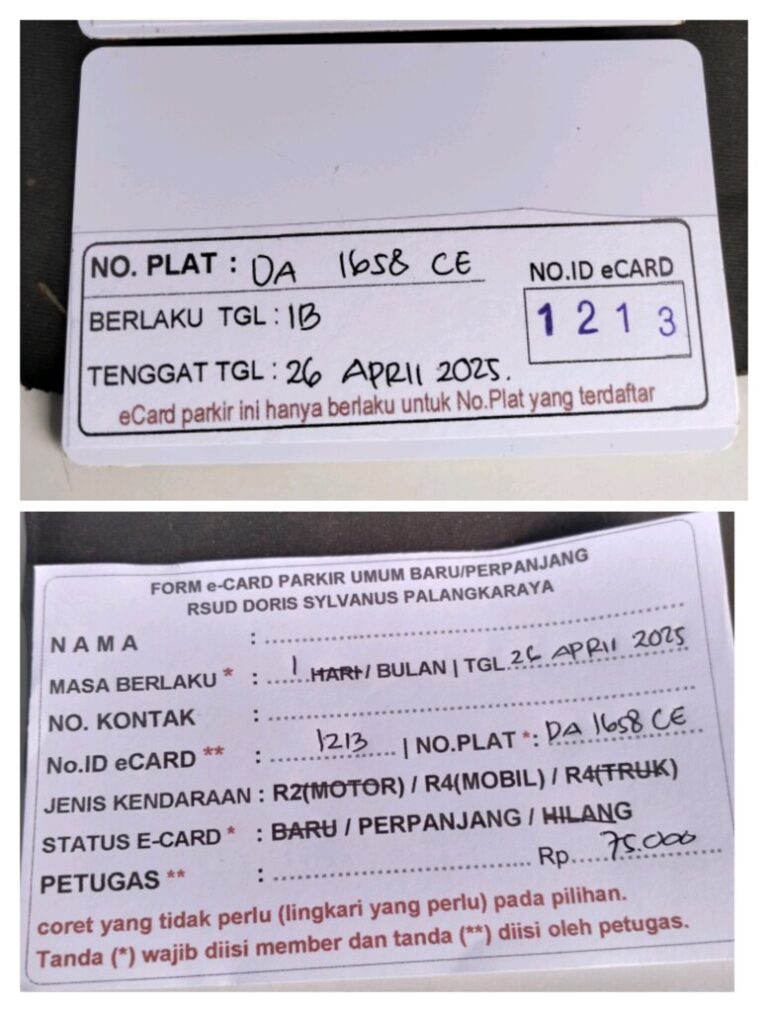 NO. PLAT : DA 1658 CE
NO.ID eCARD
1213
BERLAKU TGL : 1B
TENGGAT TGL : 26 APRIl 2025.
eCard parkir ini hanya berlaku untuk No.Plat yang terdaftar
FORM e-CARD PARKIR UMUM BARU/PERPANJANG
RSUD DORIS SYLVANUS PALANGKARAYA
NAMA :
MASA BERLAKU * : 1 HARI / BULAN | TGL 26 APRIl 2025
NO. KONTAK :
No.ID eCARD ** : 1213 | NO.PLAT *: DA 1658 CE
JENIS KENDARAAN : R2(MOTOR) / R4(MOBIL) / R4(TRUK)
STATUS E-CARD * : BARU / PERPANJANG / HILANG
PETUGAS ** : Rp. 75.000
coret yang tidak perlu (lingkari yang perlu) pada pilihan.
Tanda (*) wajib diisi member dan tanda (**) diisi oleh petugas.